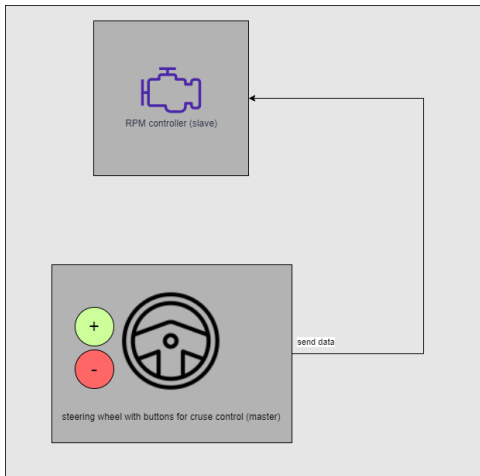 RPM controller (slave)
+
-
send data
steering wheel with buttons for cruse control (master)